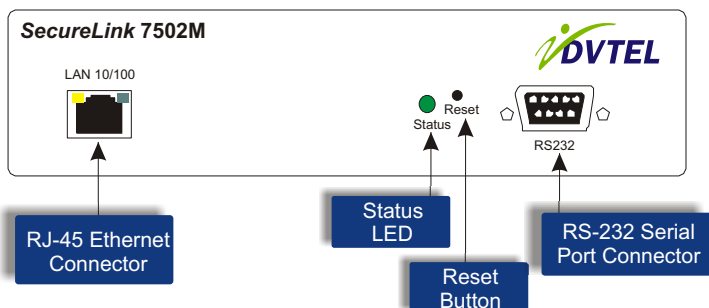 SecureLink 7502M
DVTEL
LAN 10/100
Reset
Status
RS232
RJ-45 Ethernet
Connector
Status
LED
Reset
Button
RS-232 Serial
Port Connector